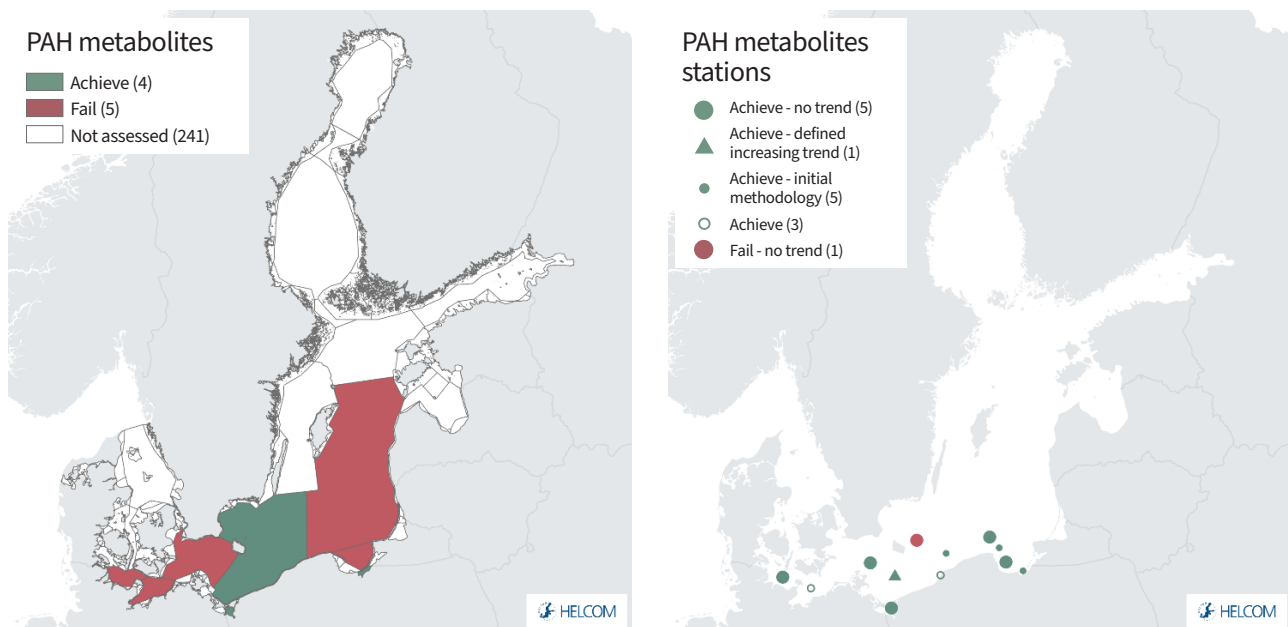 PAH metabolites
Achieve (4)
Fail (5)
Not assessed (241)
HELCOM
PAH metabolites
stations
Achieve - no trend (5)
Achieve - defined
increasing trend (1)
Achieve - initial
methodology (5)
Achieve (3)
Fail - no trend (1)
HELCOM